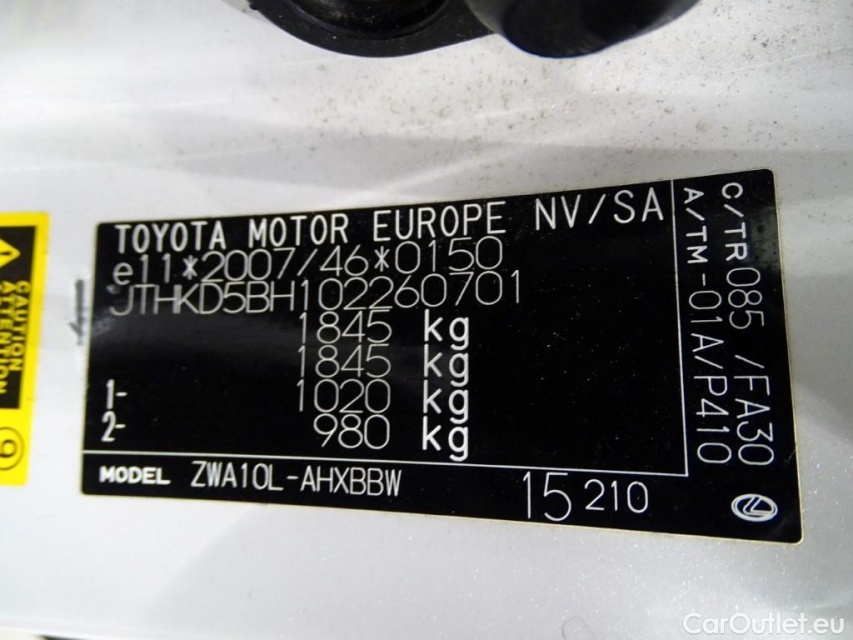 TOYOTA MOTOR EUROPE NV/SA
e11*2007/46*0150
JTHKD5BH102260701
1845 kg
1845 kg
1- 1020 kg
2- 980 kg
MODEL ZWA10L-AHXBBW
15 210
C/TR085 /FA30
A/TM-01A/P410
CAUTION
ATTENTION
CarOutlet.eu